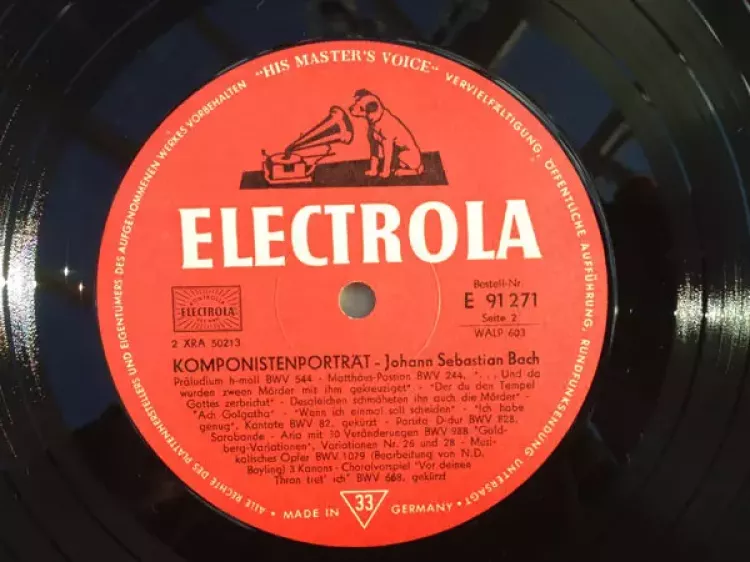 ALLE RECHTE DES PLATTENHERSTELLERS UND EIGENTÜMERS DES AUFGENOMMENEN WERKES VORBEHALTEN
"HIS MASTER'S VOICE"
VERVIELFÄLTIGUNG, ÖFFENTLICHE AUFFÜHRUNG, RUNDFUNKSENDUNG UNTERSAGT
ELECTROLA
Bestell-Nr.
E 91 271
Seite 2
WALP 603
ELECTROLA
2 XRA 50213
KOMPONISTENPORTRÄT - Johann Sebastian Bach
Präludium h-moll BWV 544 - Matthäus-Passion BWV 244, ". . . Und da
wurden zween Mörder mit ihm gekreuziget" - "Der du den Tempel
Gottes zerbrichst" - Desgleichen schmäheten ihn auch die Mörder" -
"Ach Golgatha" - "Wenn ich einmal soll scheiden" - "Ich habe
genug", Kantate BWV 82, gekürzt - Partita D-dur BWV 828,
Sarabande - Aria mit 30 Veränderungen BWV 988 "Gold-
berg-Variationen", Variationen Nr. 26 und 28 - Musi-
kalisches Opfer BWV 1079 (Bearbeitung von N.D.
Boyling) 3 Kanons - Choralvorspiel "Vor deinen
Thron tret' ich" BWV 668, gekürzt
MADE IN 33 GERMANY